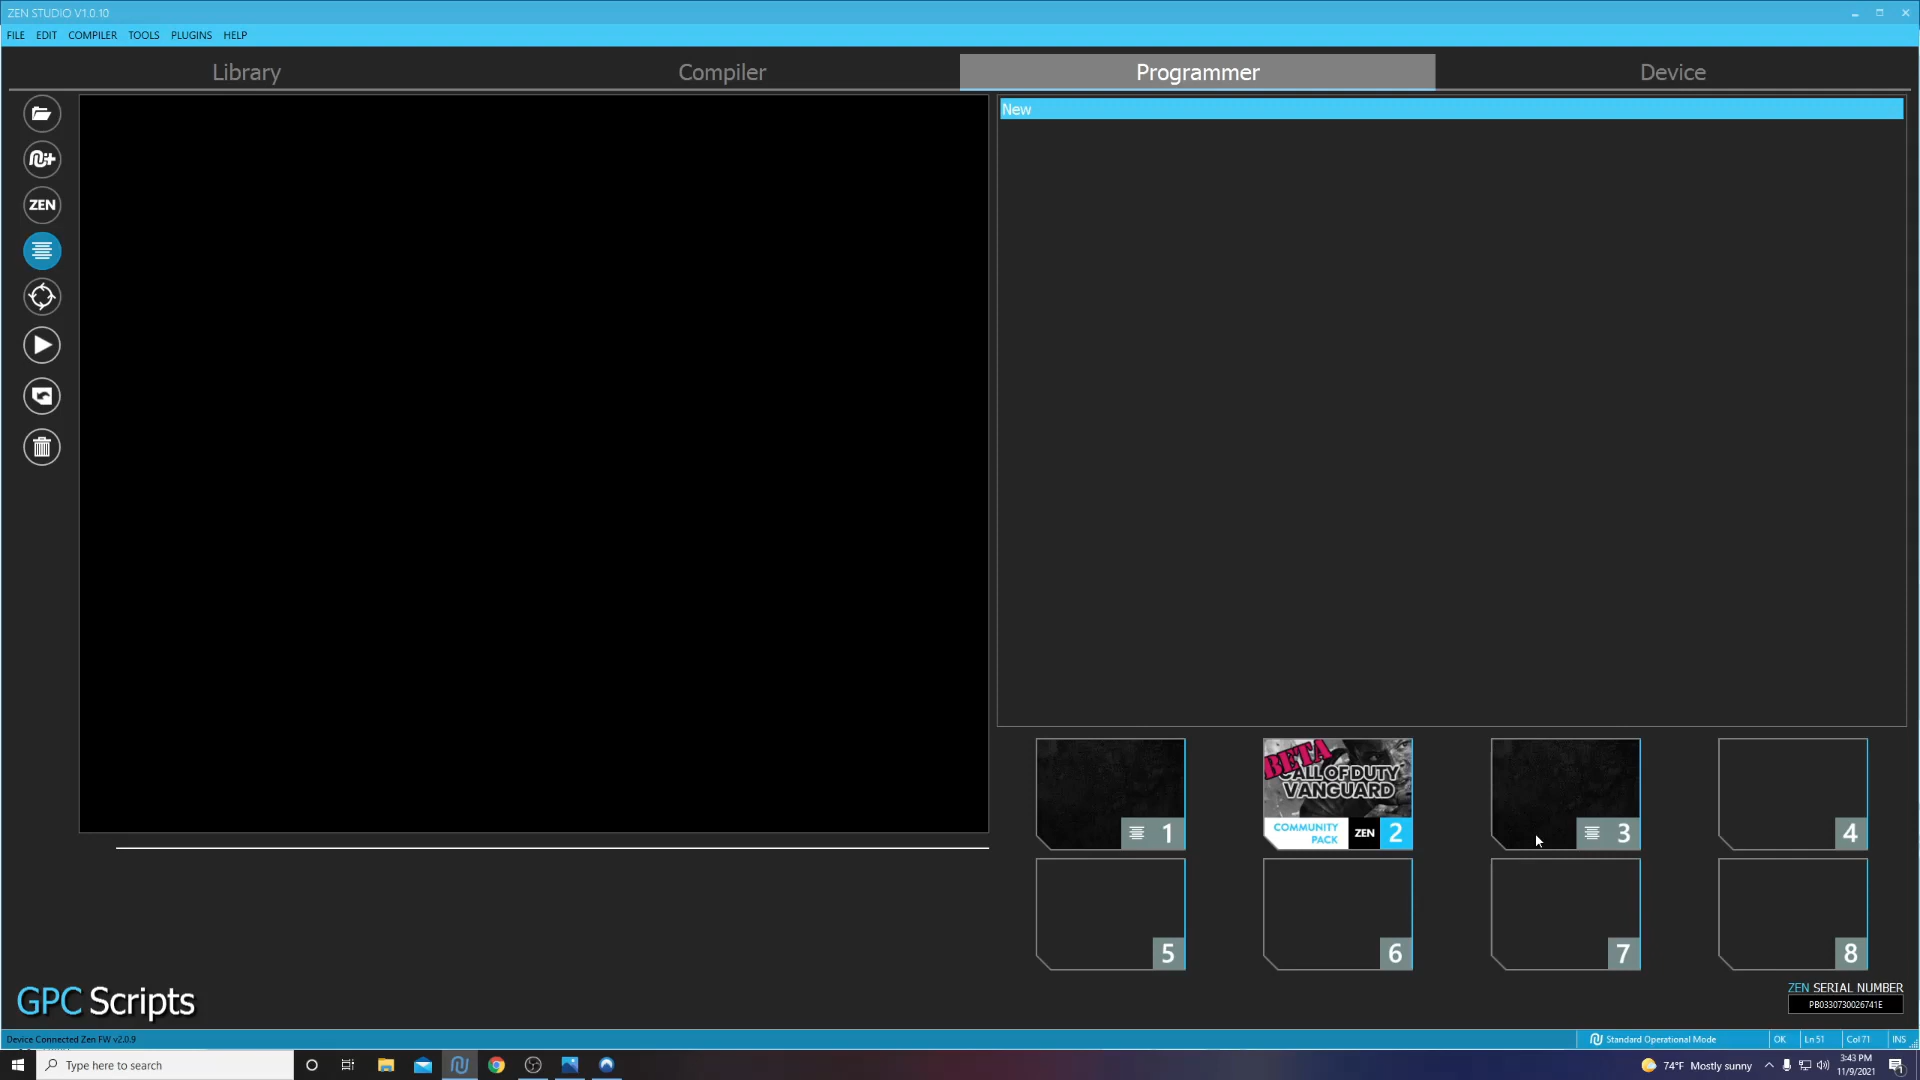 ZEN STUDIO V1.0.10
FILE EDIT COMPILER TOOLS PLUGINS HELP
Library Compiler Programmer Device
New
ZEN
1
BETA
CALL OF DUTY
VANGUARD
COMMUNITY
PACK
ZEN 2
3
4
5
6
7
8
GPC Scripts
ZEN SERIAL NUMBER
PB0330730026741E
Device Connected Zen FW v2.0.9
Standard Operational Mode OK Ln 51 Col 71 INS
Type here to search
74°F Mostly sunny
3:43 PM
11/9/2021
1